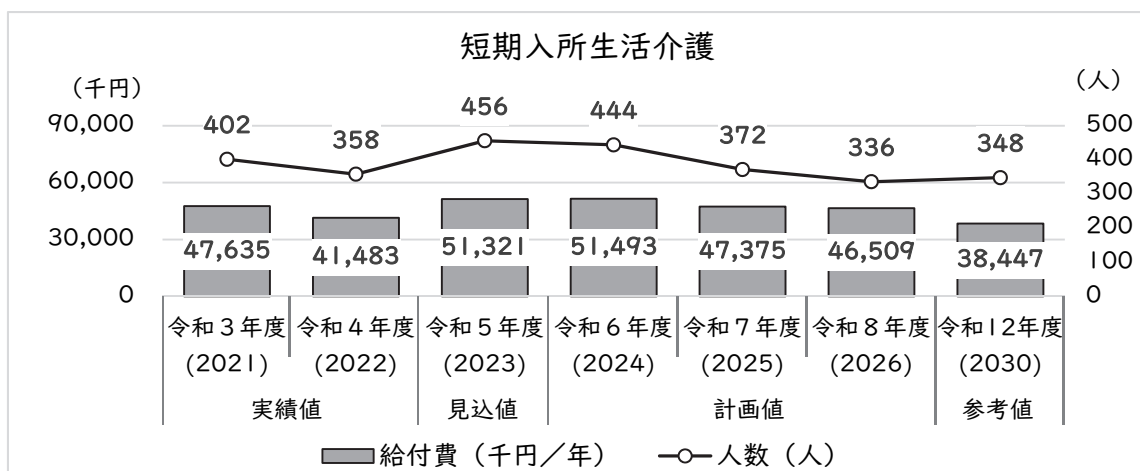 短期入所生活介護
（千円）
（人）
90,000
60,000
30,000
0
500
400
300
200
100
0
402 358 456 444 372 336 348
47,635 41,483 51,321 51,493 47,375 46,509 38,447
令和３年度 令和４年度 令和５年度 令和６年度 令和７年度 令和８年度 令和12年度
(2021) (2022) (2023) (2024) (2025) (2026) (2030)
実績値 見込値 計画値 参考値
給付費（千円／年） 人数（人）